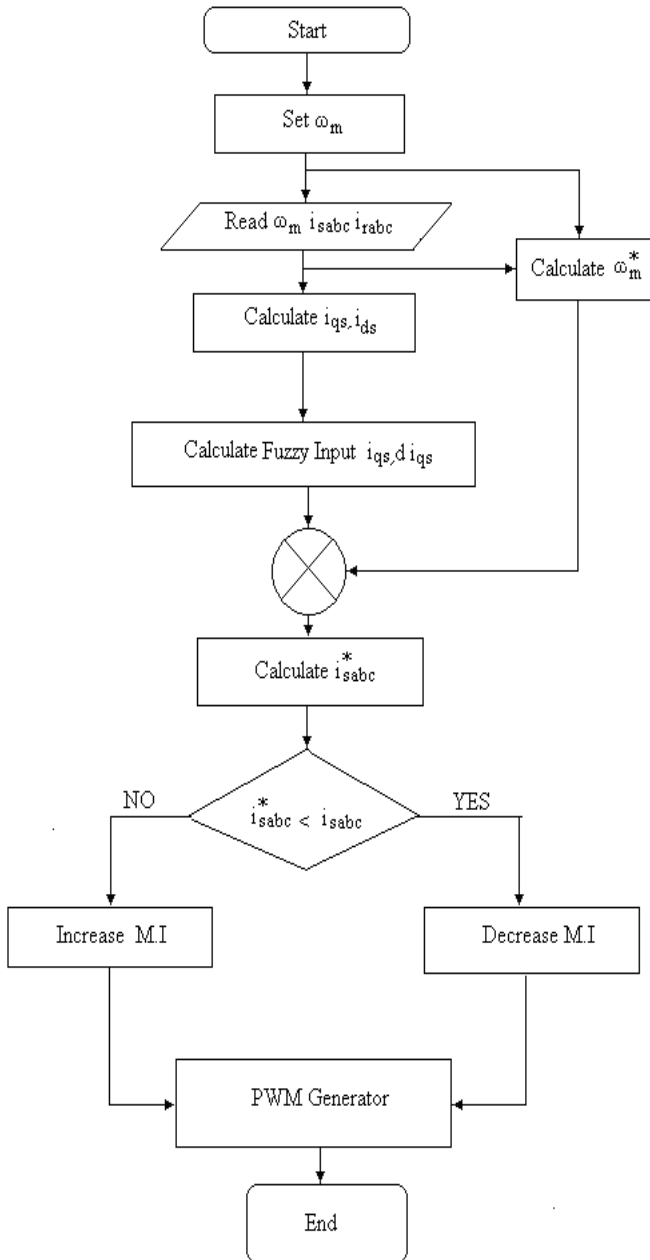 Start
Set ωm
Read ωm isabc irabc
Calculate ωm*
Calculate iqs, ids
Calculate Fuzzy Input iqs, d iqs
Calculate i*sabc
NO
i*sabc < isabc
YES
Increase M.I
Decrease M.I
PWM Generator
End